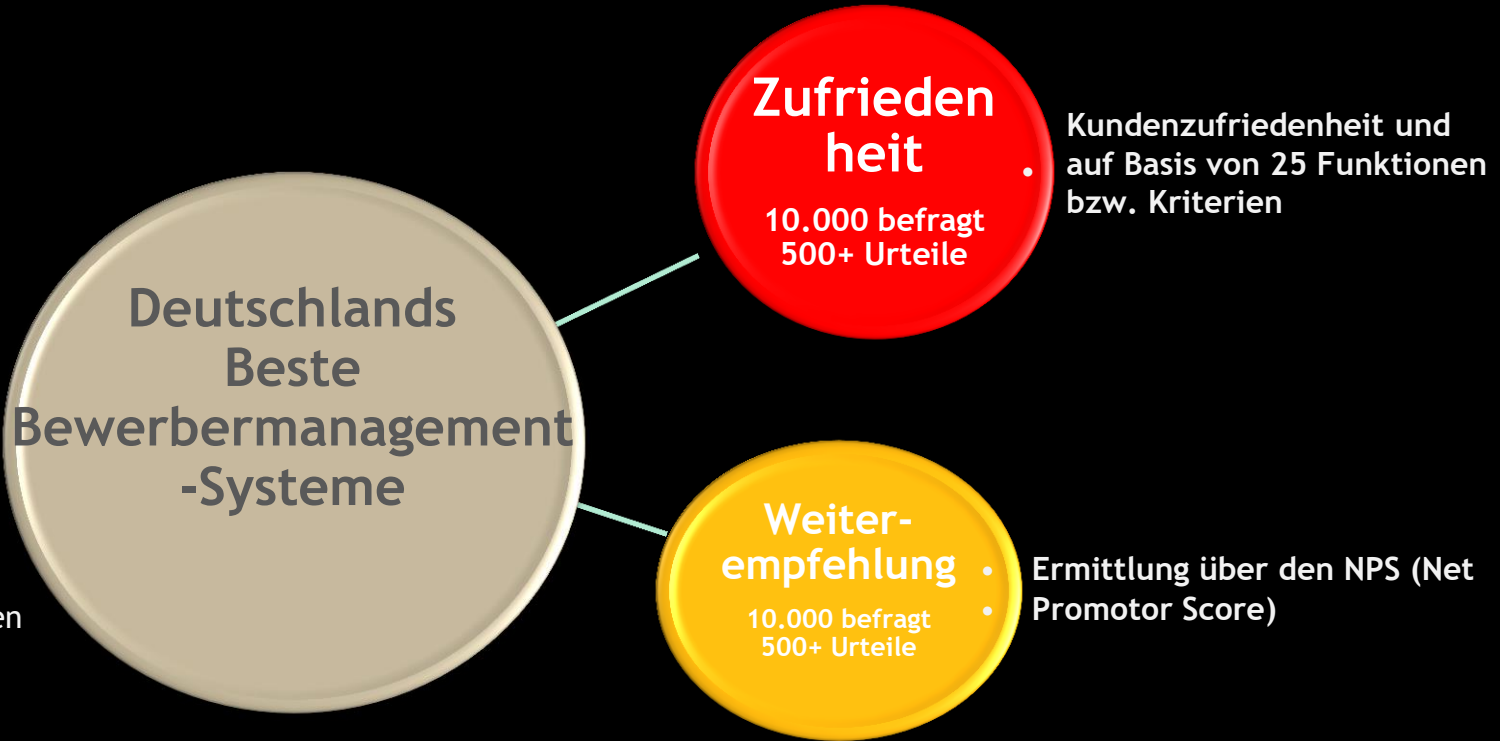 Deutschlands
Beste
Bewerbermanagement
-Systeme
en
Zufrieden
heit
10.000 befragt
500+ Urteile
• Kundenzufriedenheit und
auf Basis von 25 Funktionen
bzw. Kriterien
Weiter-
empfehlung
10.000 befragt
500+ Urteile
• Ermittlung über den NPS (Net
• Promotor Score)